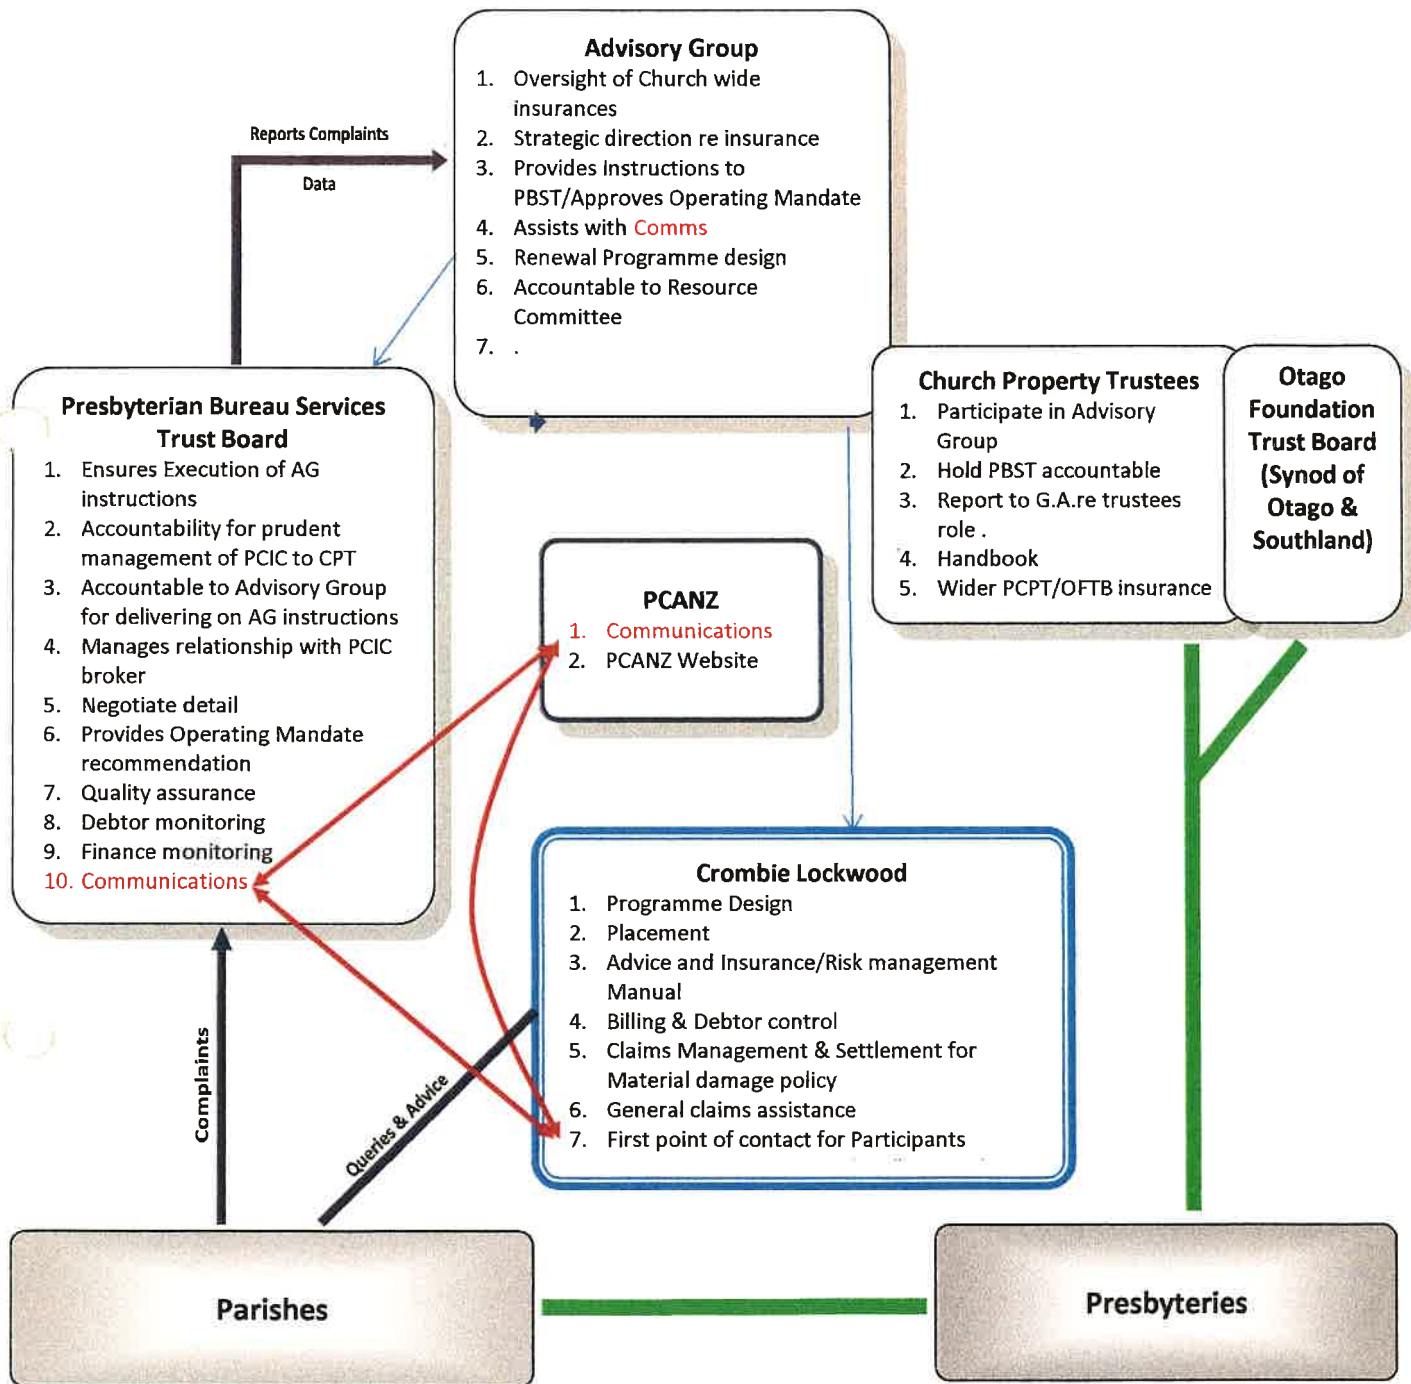 Advisory Group
1. Oversight of Church wide
insurances
2. Strategic direction re insurance
3. Provides Instructions to
PBST/Approves Operating Mandate
4. Assists with Comms
5. Renewal Programme design
6. Accountable to Resource
Committee
7. .
Reports Complaints
Data
Presbyterian Bureau Services
Trust Board
1. Ensures Execution of AG
instructions
2. Accountability for prudent
management of PCIC to CPT
3. Accountable to Advisory Group
for delivering on AG instructions
4. Manages relationship with PCIC
broker
5. Negotiate detail
6. Provides Operating Mandate
recommendation
7. Quality assurance
8. Debtor monitoring
9. Finance monitoring
10. Communications
Church Property Trustees
1. Participate in Advisory
Group
2. Hold PBST accountable
3. Report to G.A.re trustees
role .
4. Handbook
5. Wider PCPT/OFTB insurance
Otago
Foundation
Trust Board
(Synod of
Otago &
Southland)
PCANZ
1. Communications
2. PCANZ Website
Crombie Lockwood
1. Programme Design
2. Placement
3. Advice and Insurance/Risk management
Manual
4. Billing & Debtor control
5. Claims Management & Settlement for
Material damage policy
6. General claims assistance
7. First point of contact for Participants
Complaints
Queries & Advice
Parishes
Presbyteries